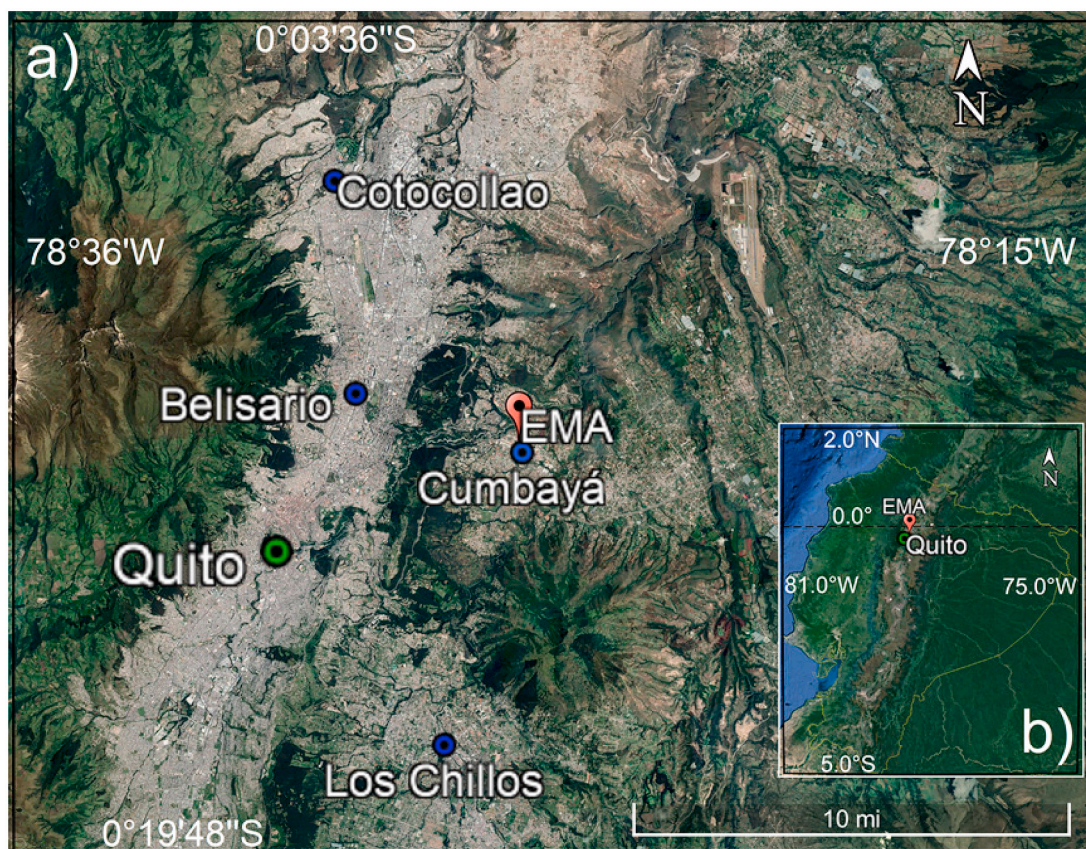 a)
0°03'36"S
N
Cotocollao
78°36'W
78°15'W
Belisario
EMA
Cumbayá
Quito
Los Chillos
0°19'48"S
10 mi
2.0°N
N
EMA
0.0°
Quito
81.0°W
75.0°W
b)
5.0°S